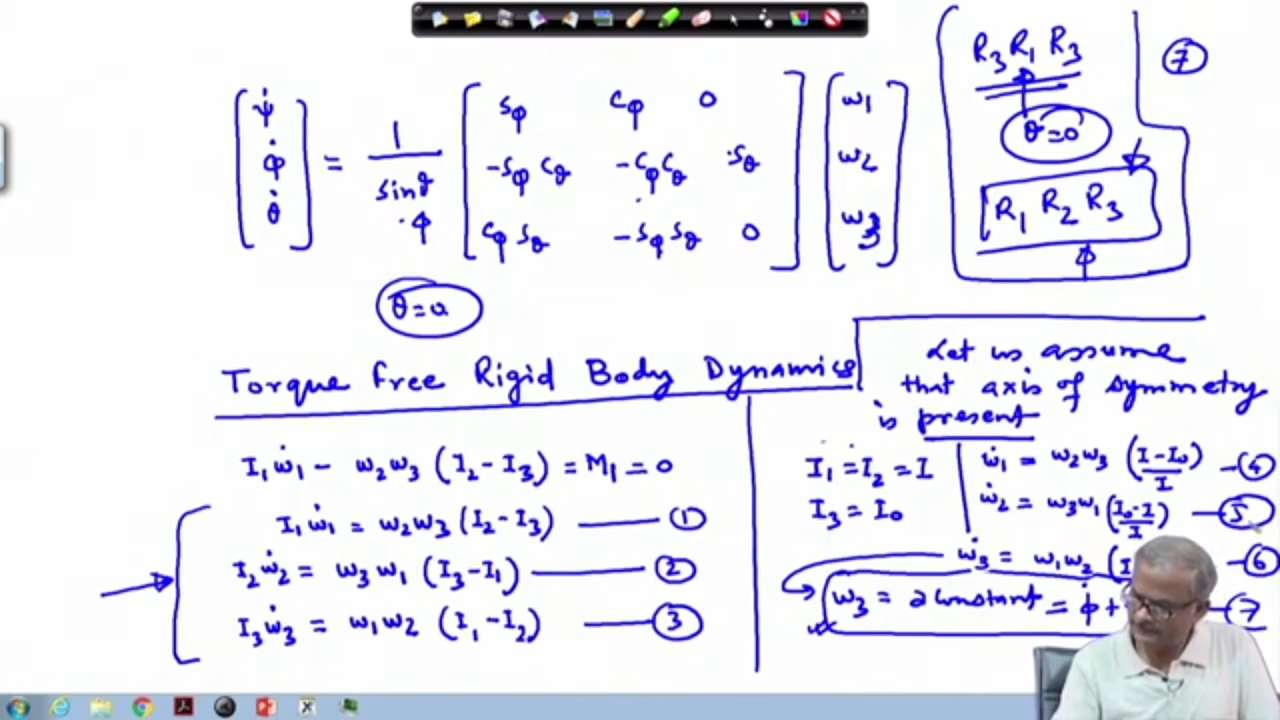 R₃ R₁ R₃
⑦
θ=0
R₁ R₂ R₃
[ψ̇ φ̇ θ̇] = 1/sinθ [sφ cφ 0; -sφ cθ -cφcθ sθ; cφ sθ -sφ sθ 0] [ω₁ ω₂ ω₃]
φ
θ=0
Torque free Rigid Body Dynamics
Let us assume
that axis of symmetry
is present
I₁ω̇₁ - ω₂ω₃ (I₂-I₃) = M₁ = 0
I₁ω̇₁ = ω₂ω₃ (I₂-I₃) — ①
I₂ω̇₂ = ω₃ω₁ (I₃-I₁) — ②
I₃ω̇₃ = ω₁ω₂ (I₁-I₂) — ③
I₁ = I₂ = I
I₃ = I₀
ω̇₁ = ω₂ω₃ (I-I₀)/I — ④
ω̇₂ = ω₃ω₁ (I₀-I)/I — ⑤
ω̇₃ = ω₁ω₂ (I — ⑥
ω₃ = a constant = φ̇ + — ⑦